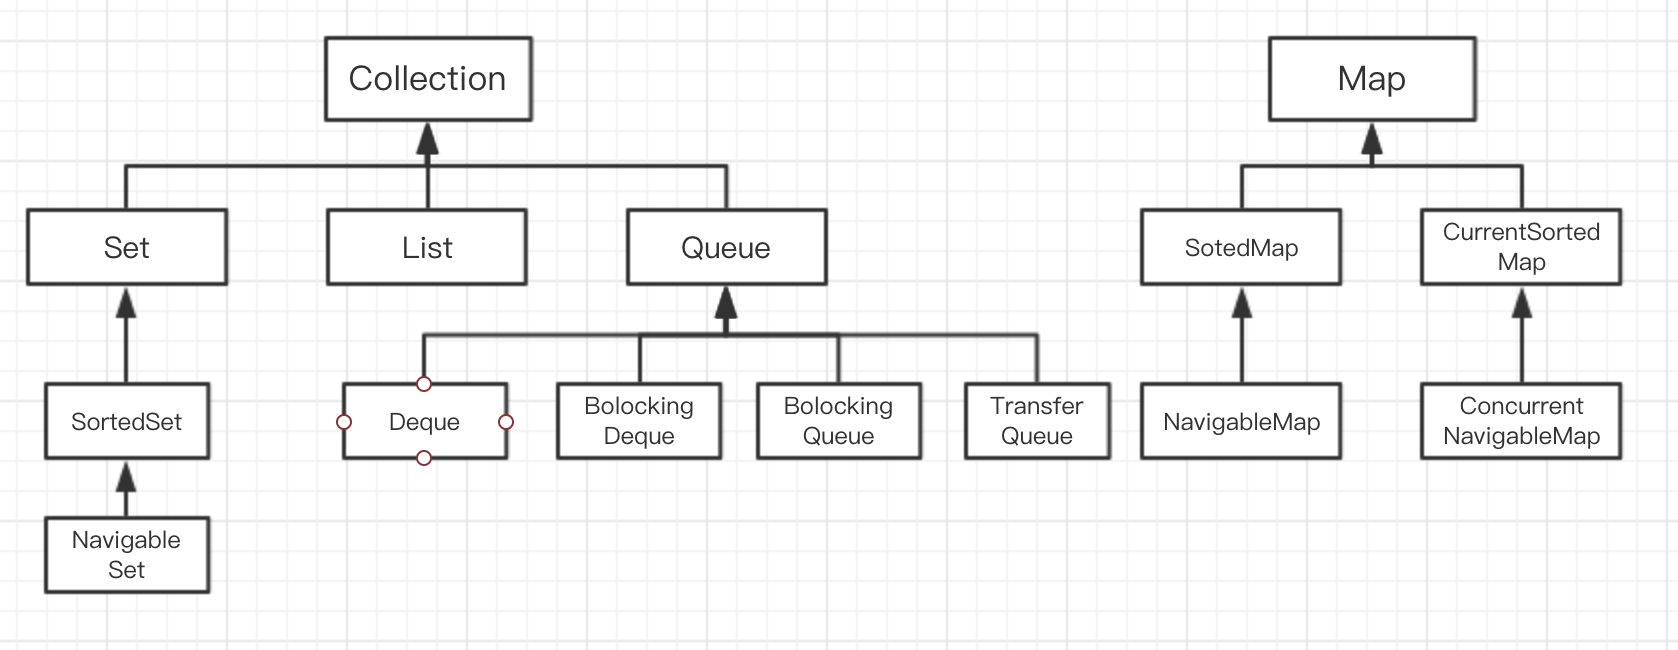 Collection
Map
Set
List
Queue
SotedMap
CurrentSorted
Map
SortedSet
Deque
Bolocking
Deque
Bolocking
Queue
Transfer
Queue
NavigableMap
Concurrent
NavigableMap
Navigable
Set